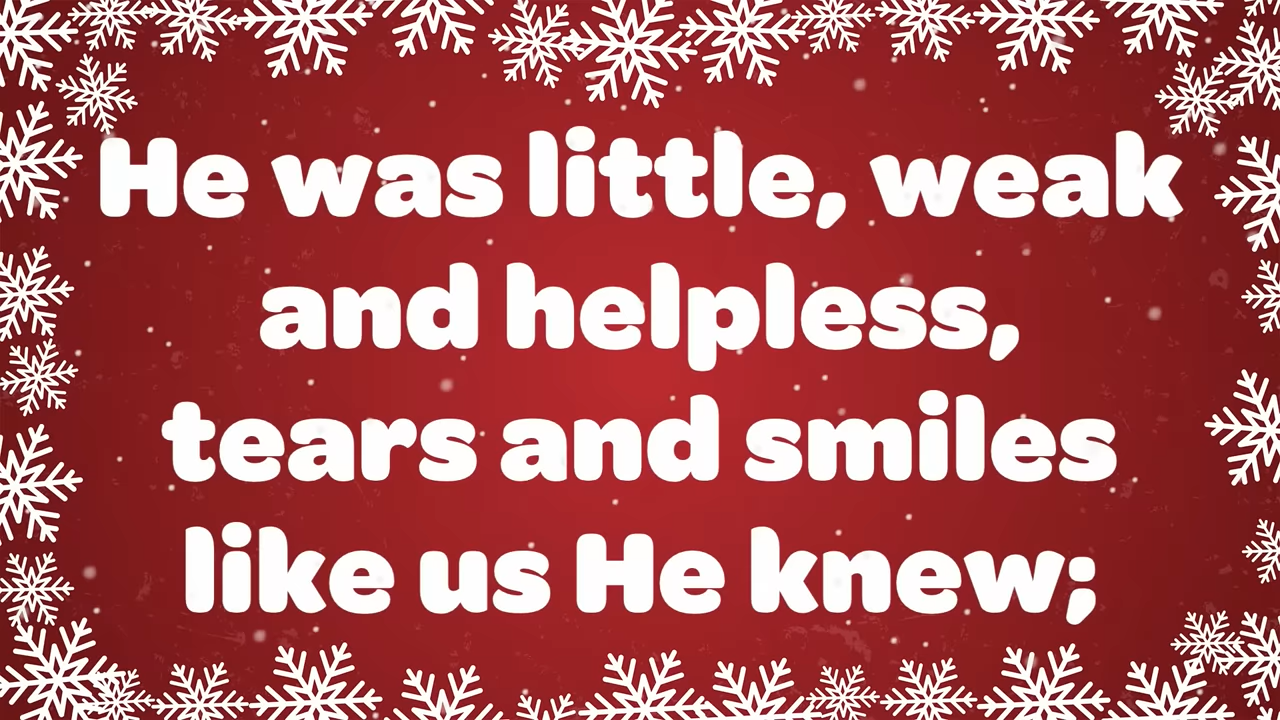 He was little, weak
and helpless,
tears and smiles
like us He knew;